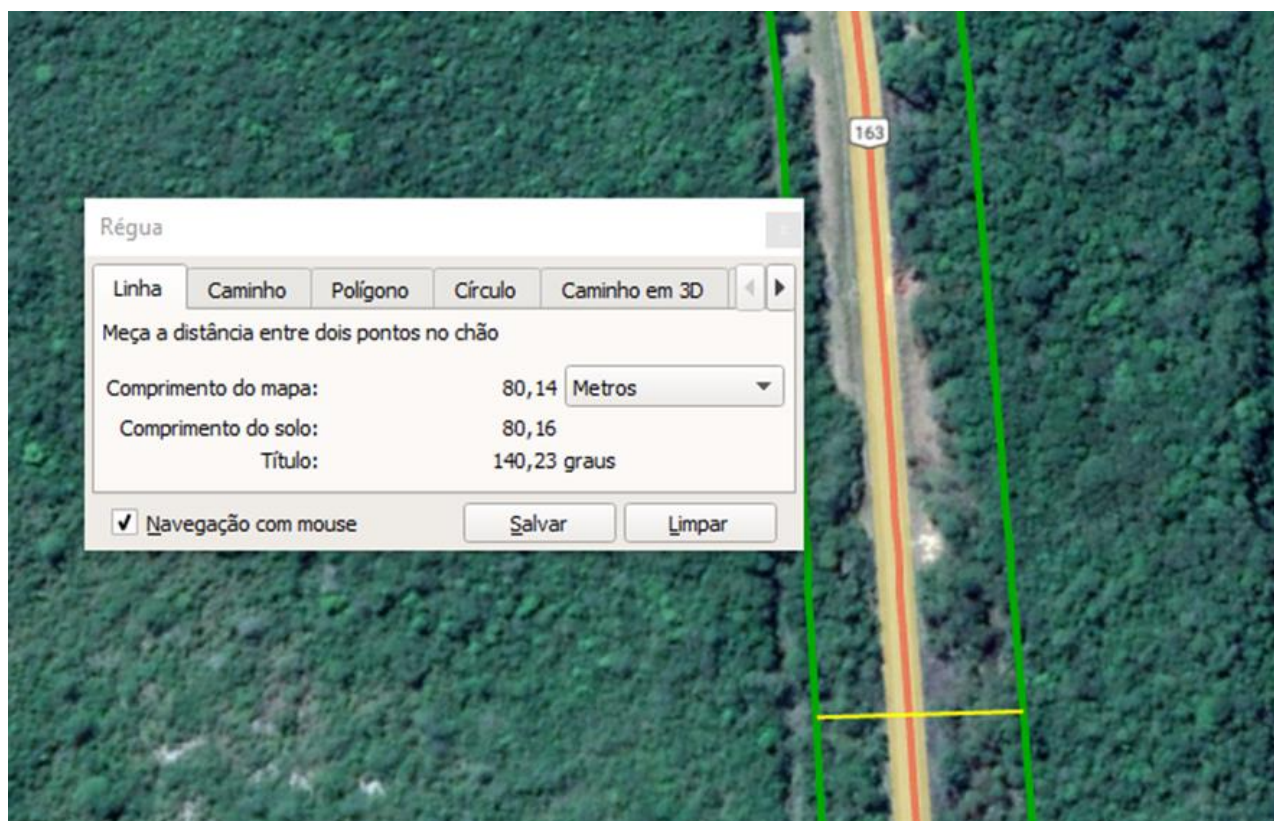 163
Régua
Linha Caminho Polígono Círculo Caminho em 3D
Meça a distância entre dois pontos no chão
Comprimento do mapa: 80,14 Metros
Comprimento do solo: 80,16
Título: 140,23 graus
Navegação com mouse Salvar Limpar